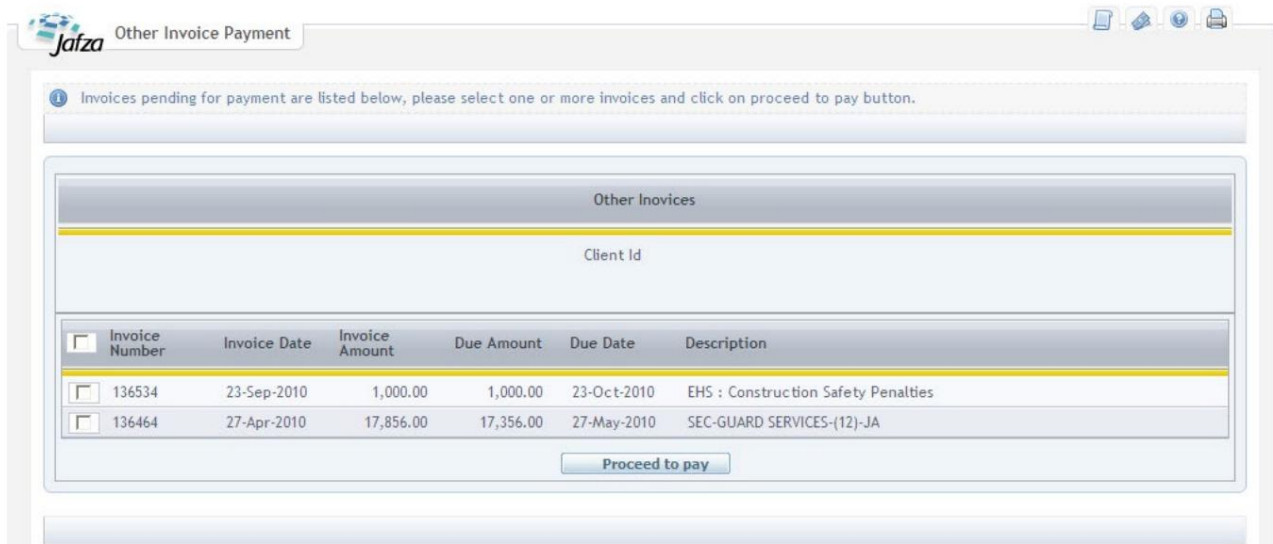 Jafza
Other Invoice Payment
Invoices pending for payment are listed below, please select one or more invoices and click on proceed to pay button.
Other Inovices
Client Id
Invoice Number Invoice Date Invoice Amount Due Amount Due Date Description
136534 23-Sep-2010 1,000.00 1,000.00 23-Oct-2010 EHS : Construction Safety Penalties
136464 27-Apr-2010 17,856.00 17,356.00 27-May-2010 SEC-GUARD SERVICES-(12)-JA
Proceed to pay